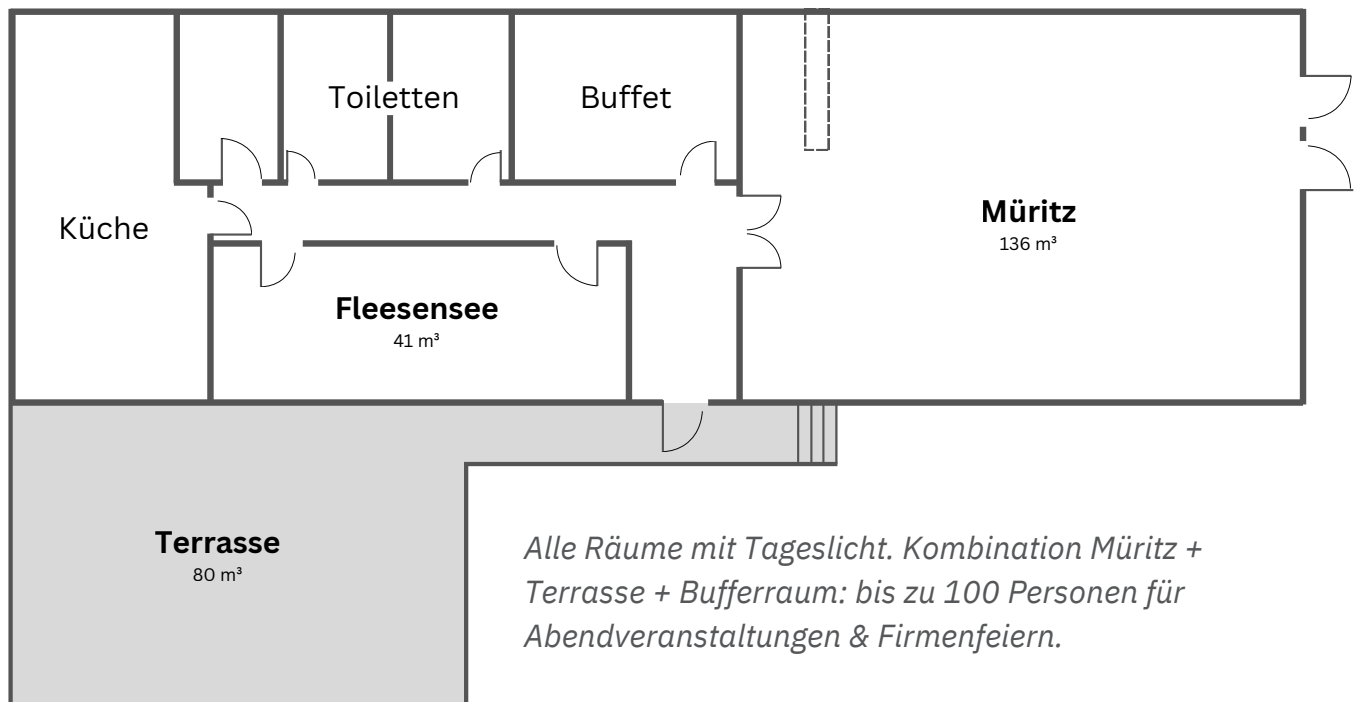 Toiletten
Buffet
Küche
Müritz
136 m³
Fleesensee
41 m³
Terrasse
80 m³
Alle Räume mit Tageslicht. Kombination Müritz +
Terrasse + Bufferraum: bis zu 100 Personen für
Abendveranstaltungen & Firmenfeiern.